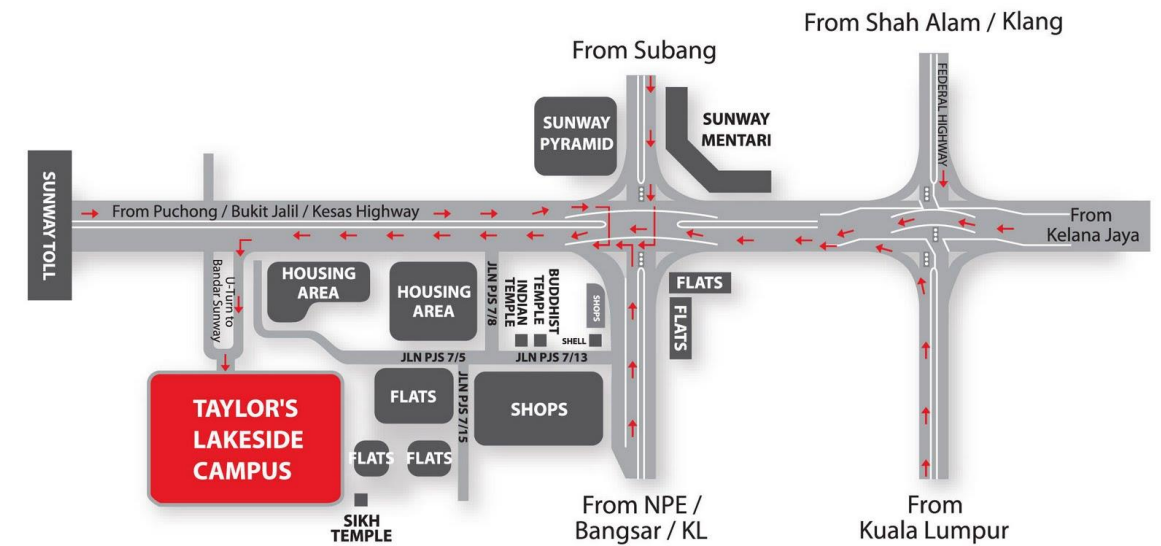 From Shah Alam / Klang
From Subang
FEDERAL HIGHWAY
SUNWAY
PYRAMID
SUNWAY
MENTARI
SUNWAY TOLL
From Puchong / Bukit Jalil / Kesas Highway
From
Kelana Jaya
U-Turn to
Bandar Sunway
HOUSING
AREA
HOUSING
AREA
JLN PJS 7/8
INDIAN
TEMPLE
BUDDHIST
TEMPLE
SHOPS
SHELL
FLATS
FLATS
JLN PJS 7/5
JLN PJS 7/13
TAYLOR'S
LAKESIDE
CAMPUS
FLATS
JLN PJS 7/15
SHOPS
FLATS
FLATS
SIKH
TEMPLE
From NPE /
Bangsar / KL
From
Kuala Lumpur